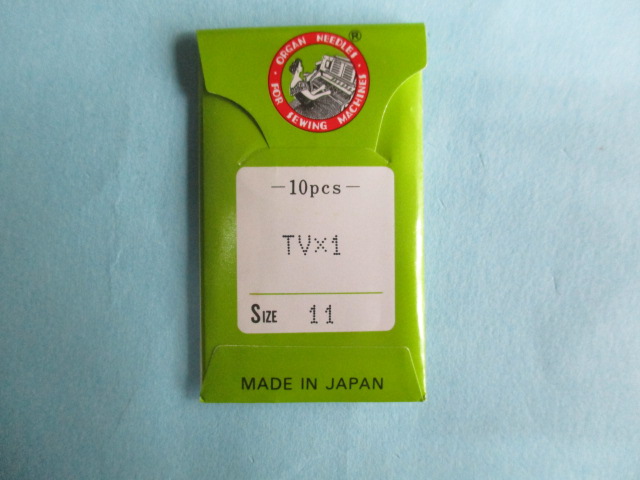 ORGAN NEEDLES ®
FOR SEWING MACHINES
-10pcs-
TV×1
SIZE 11
MADE IN JAPAN